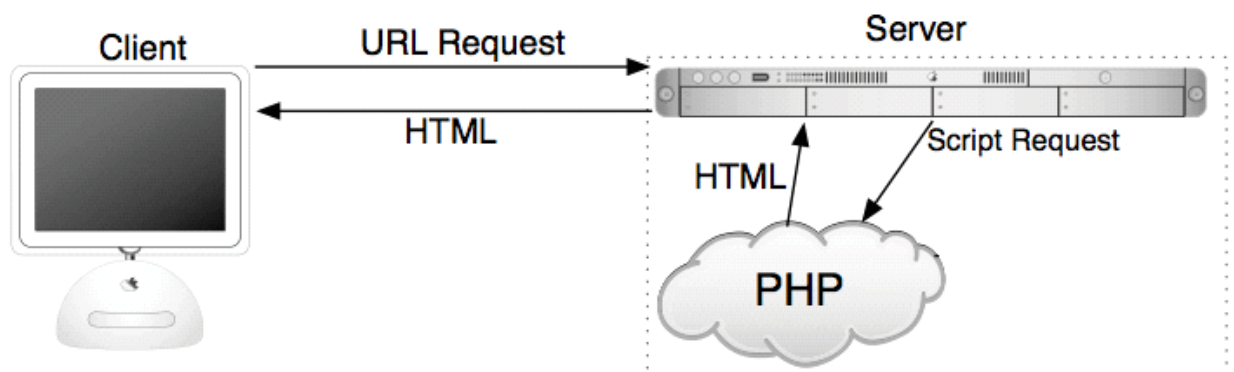 Client
URL Request
Server
HTML
Script Request
HTML
PHP